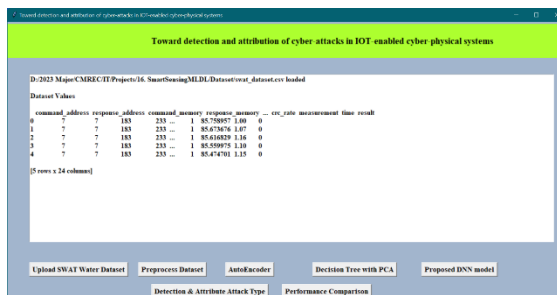 Toward detection and attribution of cyber-attacks in IOT-enabled cyber-physical systems
Toward detection and attribution of cyber-attacks in IOT-enabled cyber-physical systems
D:/2023 Major/CMREC/IT/Projects/16. SmartSensingMLDL/Dataset/swat_dataset.csv loaded
Dataset Values
command_address response_address command_memory response_memory ... crc_rate measurement time result
0 7 7 183 233 ... 1 85.758957 1.00 0
1 7 7 183 233 ... 1 85.673676 1.07 0
2 7 7 183 233 ... 1 85.616829 1.16 0
3 7 7 183 233 ... 1 85.559975 1.10 0
4 7 7 183 233 ... 1 85.474701 1.15 0
[5 rows x 24 columns]
Upload SWAT Water Dataset Preprocess Dataset AutoEncoder Decision Tree with PCA Proposed DNN model
Detection & Attribute Attack Type Performance Comparison